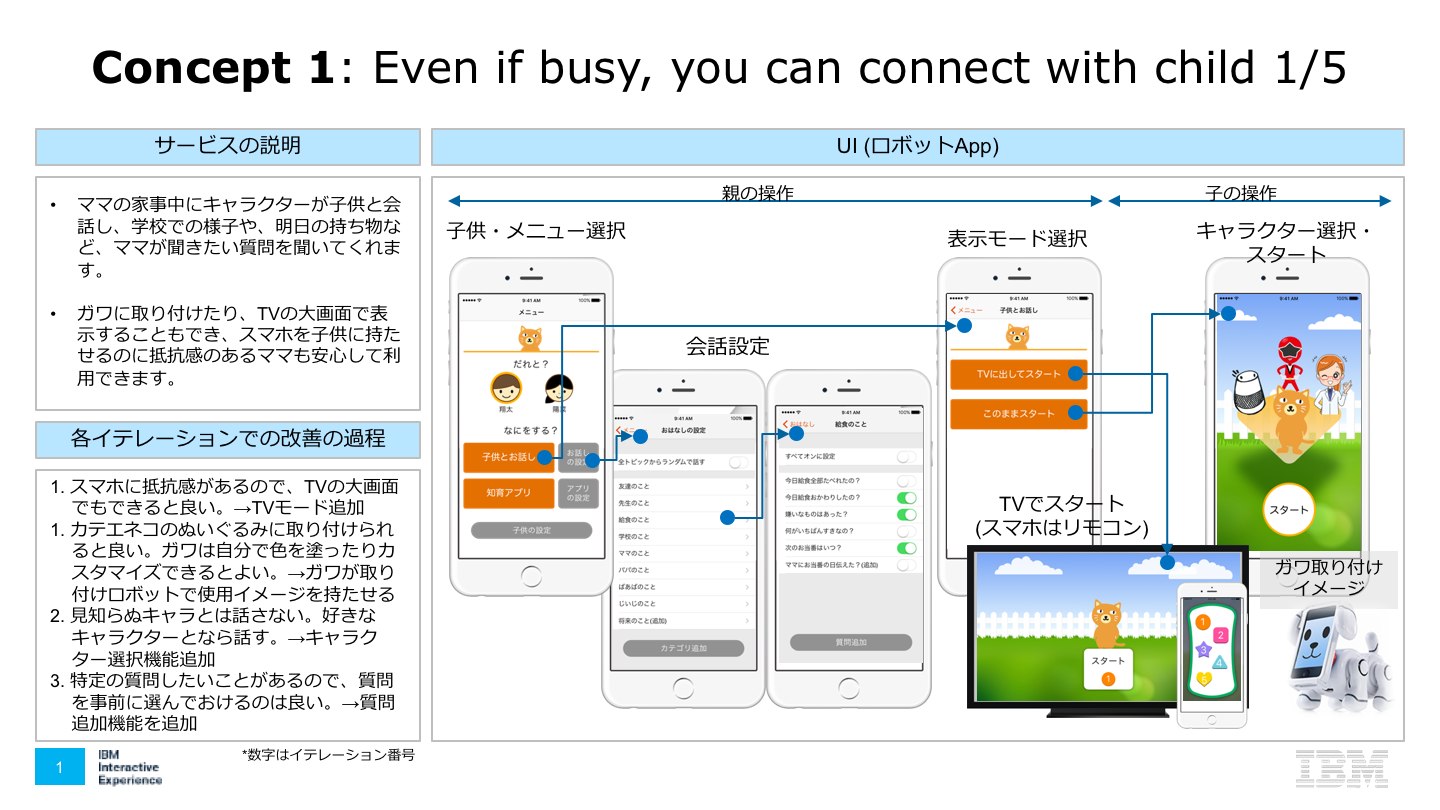 Concept 1: Even if busy, you can connect with child 1/5
サービスの説明
• ママの家事中にキャラクターが子供と会
話し、学校での様子や、明日の持ち物な
ど、ママが聞きたい質問を聞いてくれま
す。
• ガワに取り付けたり、TVの大画面で表
示することもでき、スマホを子供に持た
せるのに抵抗感のあるママも安心して利
用できます。
各イテレーションでの改善の過程
1. スマホに抵抗感があるので、TVの大画面
でもできると良い。→TVモード追加
1. カテエネコのぬいぐるみに取り付けられ
ると良い。ガワは自分で色を塗ったりカ
スタマイズできるとよい。→ガワが取り
付けロボットで使用イメージを持たせる
2. 見知らぬキャラとは話さない。好きな
キャラクターとなら話す。→キャラク
ター選択機能追加
3. 特定の質問したいことがあるので、質問
を事前に選んでおけるのは良い。→質問
追加機能を追加
UI (ロボットApp)
親の操作
子の操作
子供・メニュー選択
9:41 AM
100%
メニュー
だれと？
翔太
なにをする？
子供とお話し
お話し
の設定
知育アプリ
アプリ
の設定
子供の設定
会話設定
9:41 AM
100%
おはなしの設定
全トピックからランダムで話す
友達のこと
先生のこと
給食のこと
学校のこと
ママのこと
パパのこと
ばあばのこと
じいじのこと
将来のこと(追加)
カテゴリ追加
9:41 AM
100%
おはなし
給食のこと
すべてオンに設定
今日給食全部たべれたの？
今日給食おかわりしたの？
嫌いなものはあった？
何がいちばんすきなの？
次のお当番はいつ？
ママにお当番の日伝えた？(追加)
質問追加
表示モード選択
9:41 AM
100%
メニュー
子供とお話し
TVに出してスタート
このままスタート
TVでスタート
(スマホはリモコン)
スタート
1
1
2
3
4
5
キャラクター選択・
スタート
9:41 AM
100%
スタート
ガワ取り付け
イメージ
1
IBM
Interactive
Experience
*数字はイテレーション番号
IBM